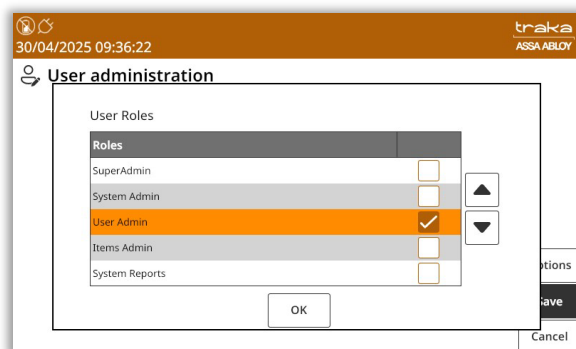 traka
30/04/2025 09:36:22
ASSA ABLOY
User administration
User Roles
Roles
SuperAdmin
System Admin
User Admin
Items Admin
System Reports
OK
ptions
Save
Cancel